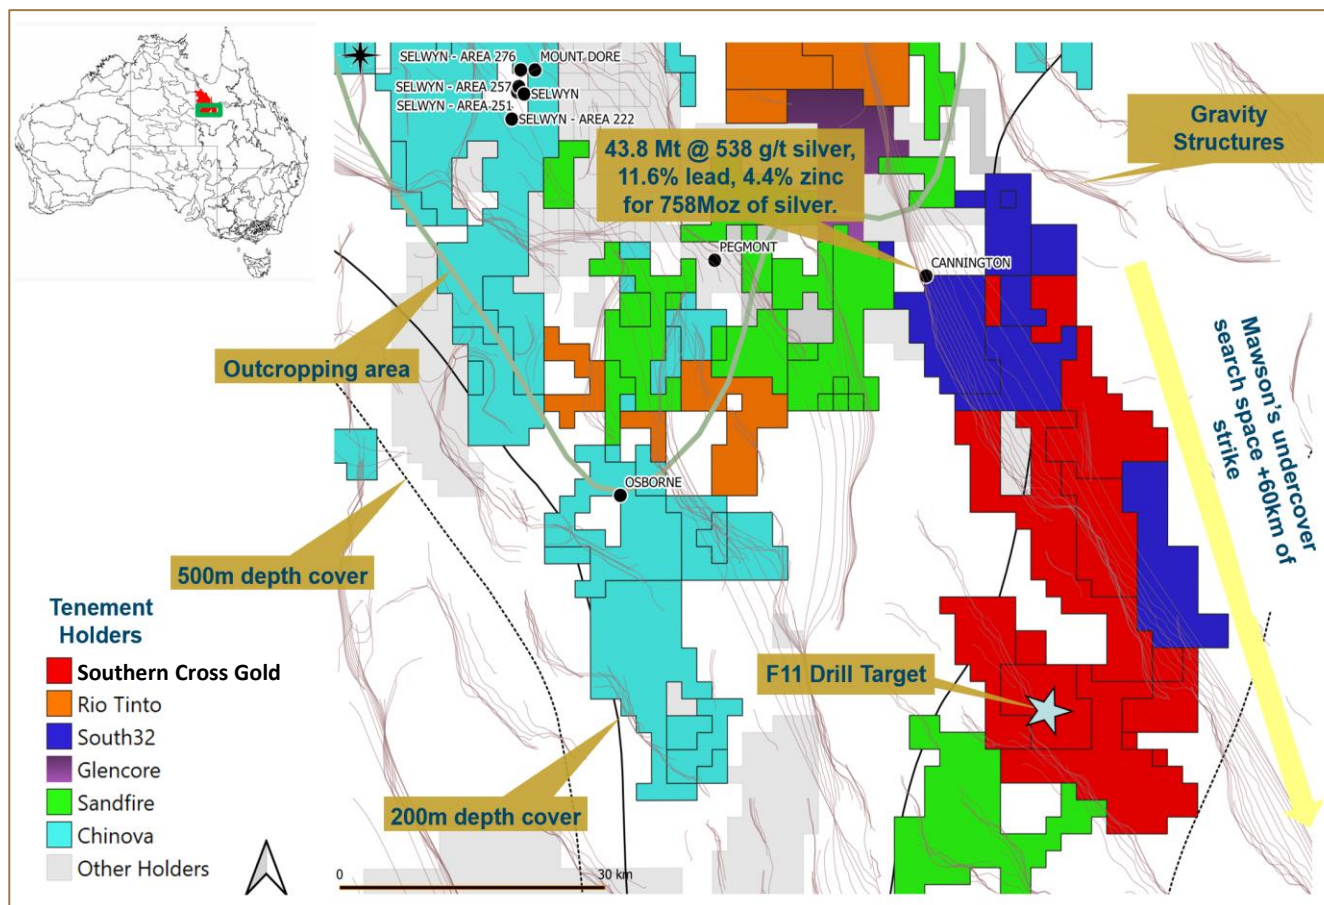 SELWYN - AREA 276
MOUNT DORE
SELWYN - AREA 257
SELWYN
SELWYN - AREA-251
SELWYN - AREA 222
Gravity
Structures
43.8 Mt @ 538 g/t silver,
11.6% lead, 4.4% zinc
for 758Moz of silver.
PEGMONT
CANNINGTON
Outcropping area
Mawson's undercover
search space +60km of
strike
OSBORNE
500m depth cover
Tenement
Holders
Southern Cross Gold
Rio Tinto
South32
Glencore
Sandfire
Chinova
Other Holders
F11 Drill Target
200m depth cover
0
30 km